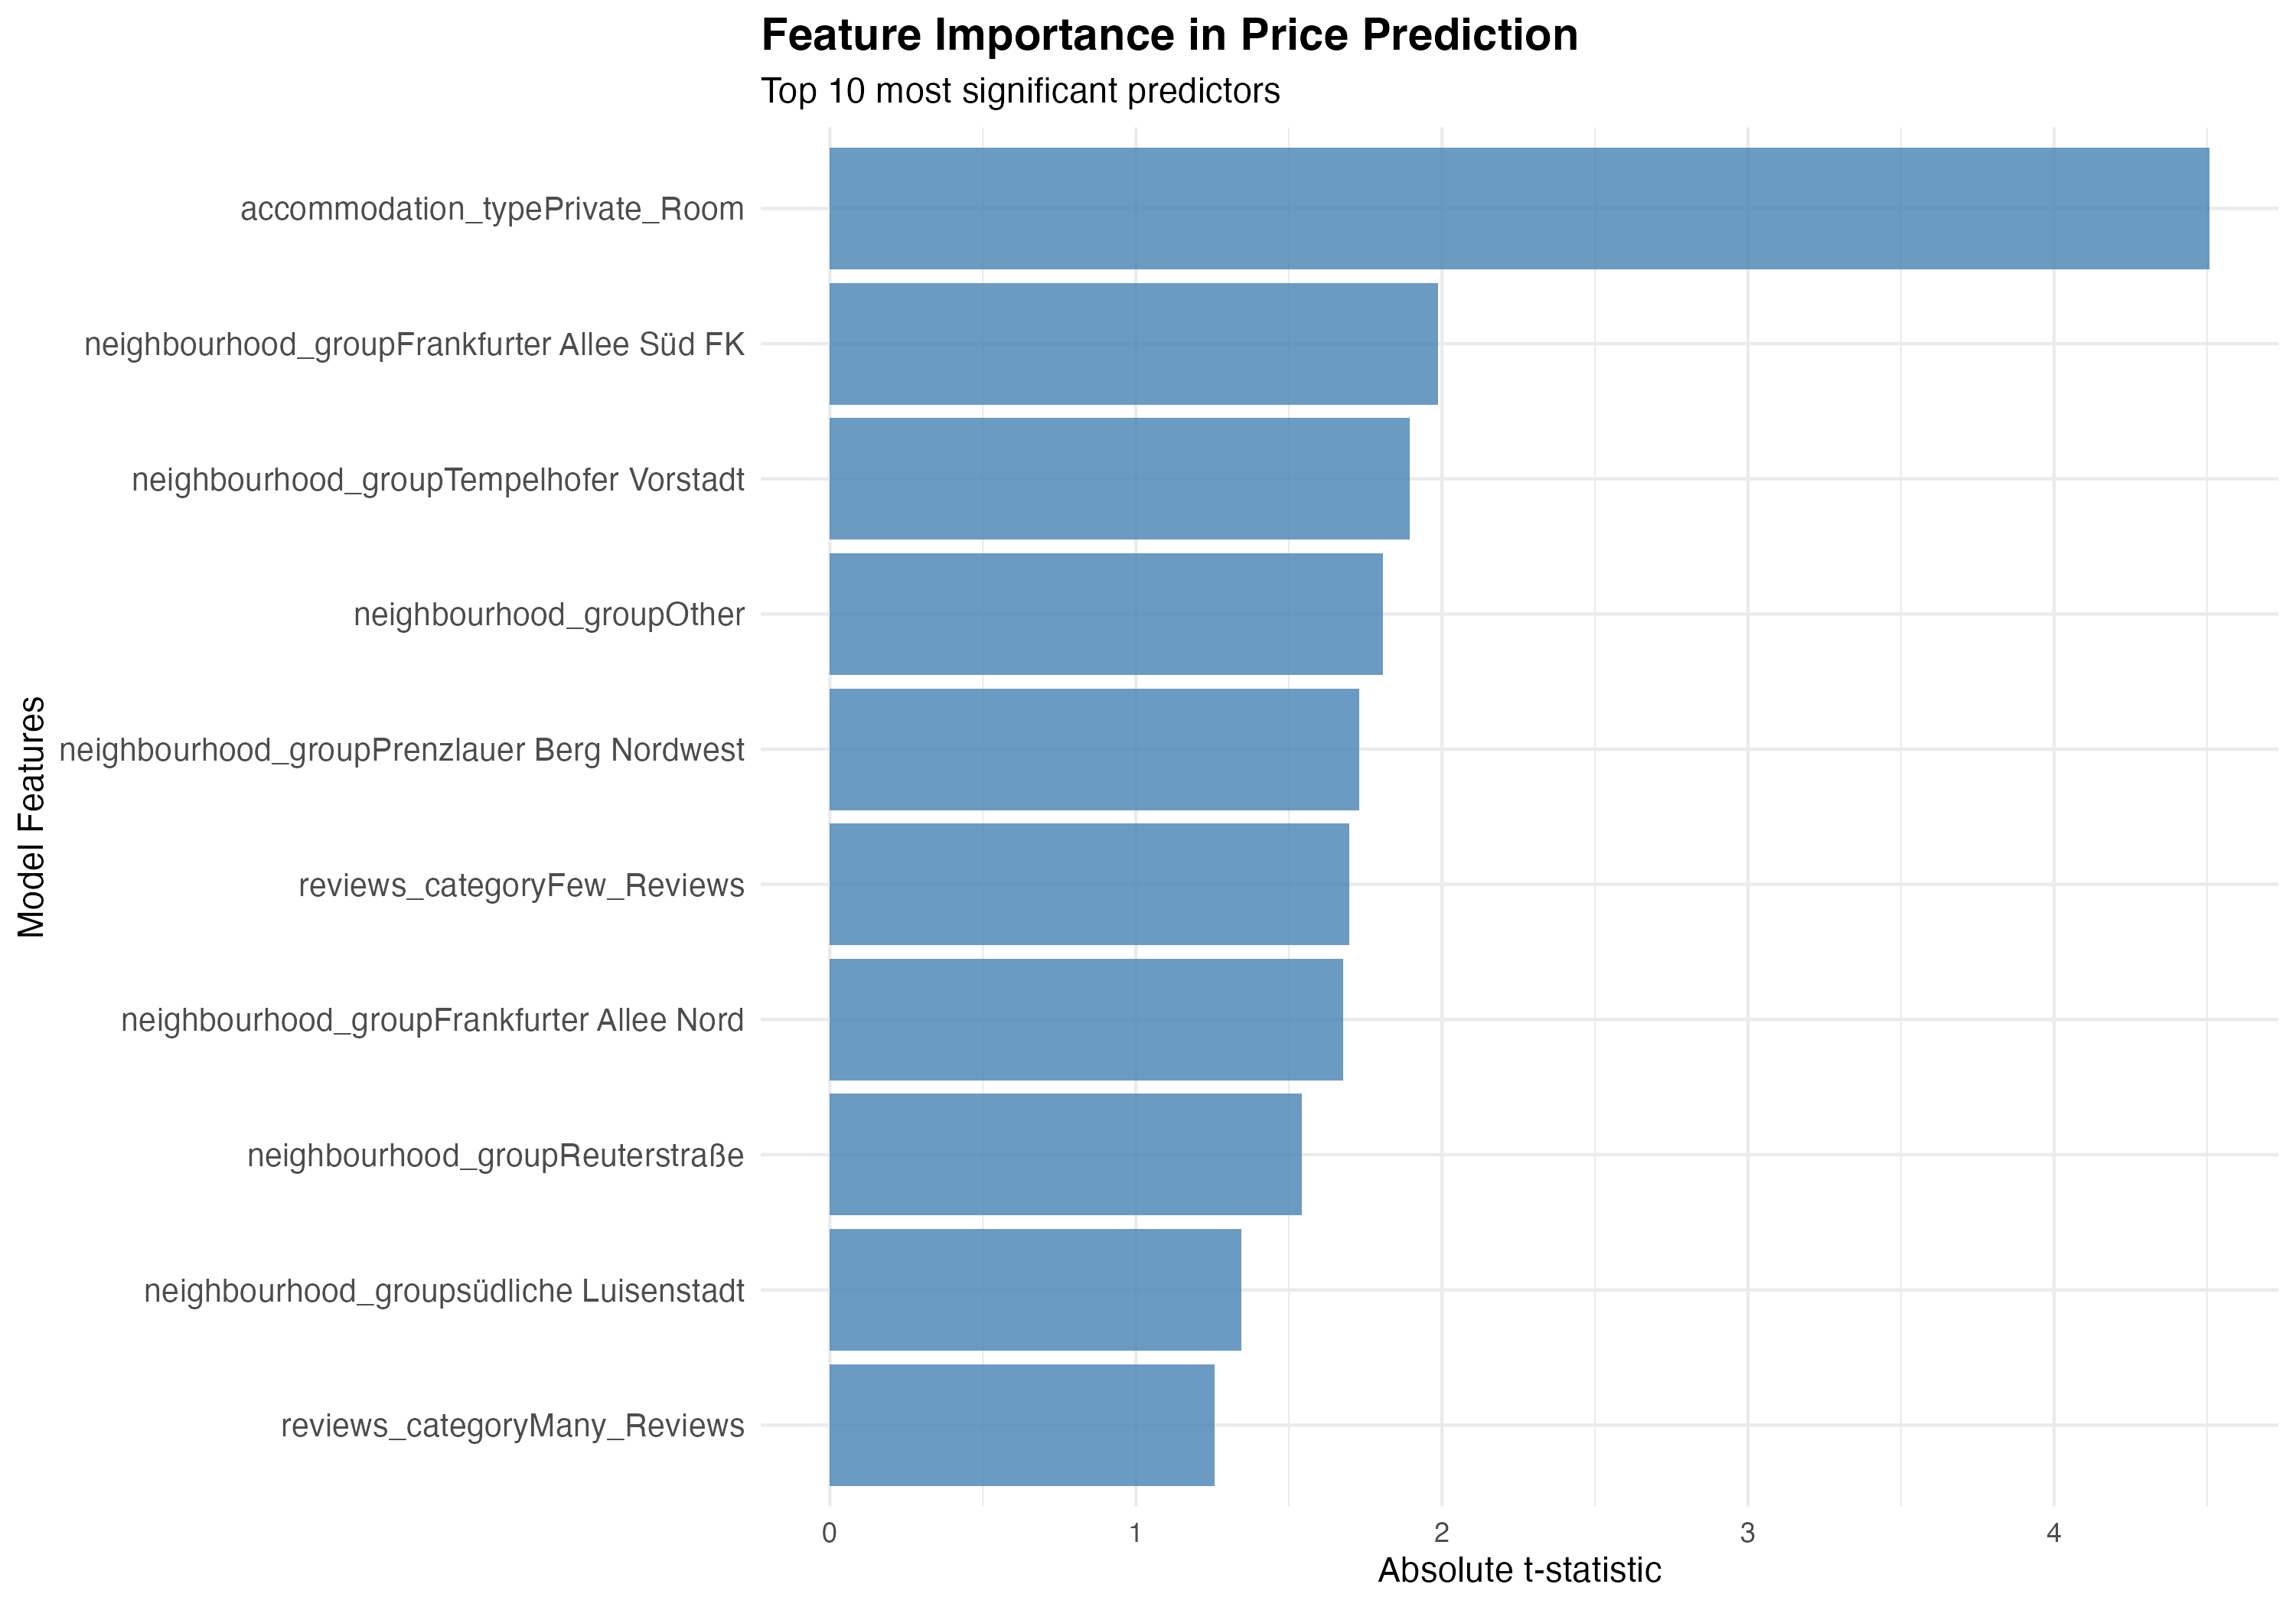 Feature Importance in Price Prediction
Top 10 most significant predictors
accommodation_typePrivate_Room
neighbourhood_groupFrankfurter Allee Süd FK
neighbourhood_groupTempelhofer Vorstadt
neighbourhood_groupOther
neighbourhood_groupPrenzlauer Berg Nordwest
reviews_categoryFew_Reviews
neighbourhood_groupFrankfurter Allee Nord
neighbourhood_groupReuterstraße
neighbourhood_groupsüdliche Luisenstadt
reviews_categoryMany_Reviews
Model Features
0 1 2 3 4
Absolute t-statistic